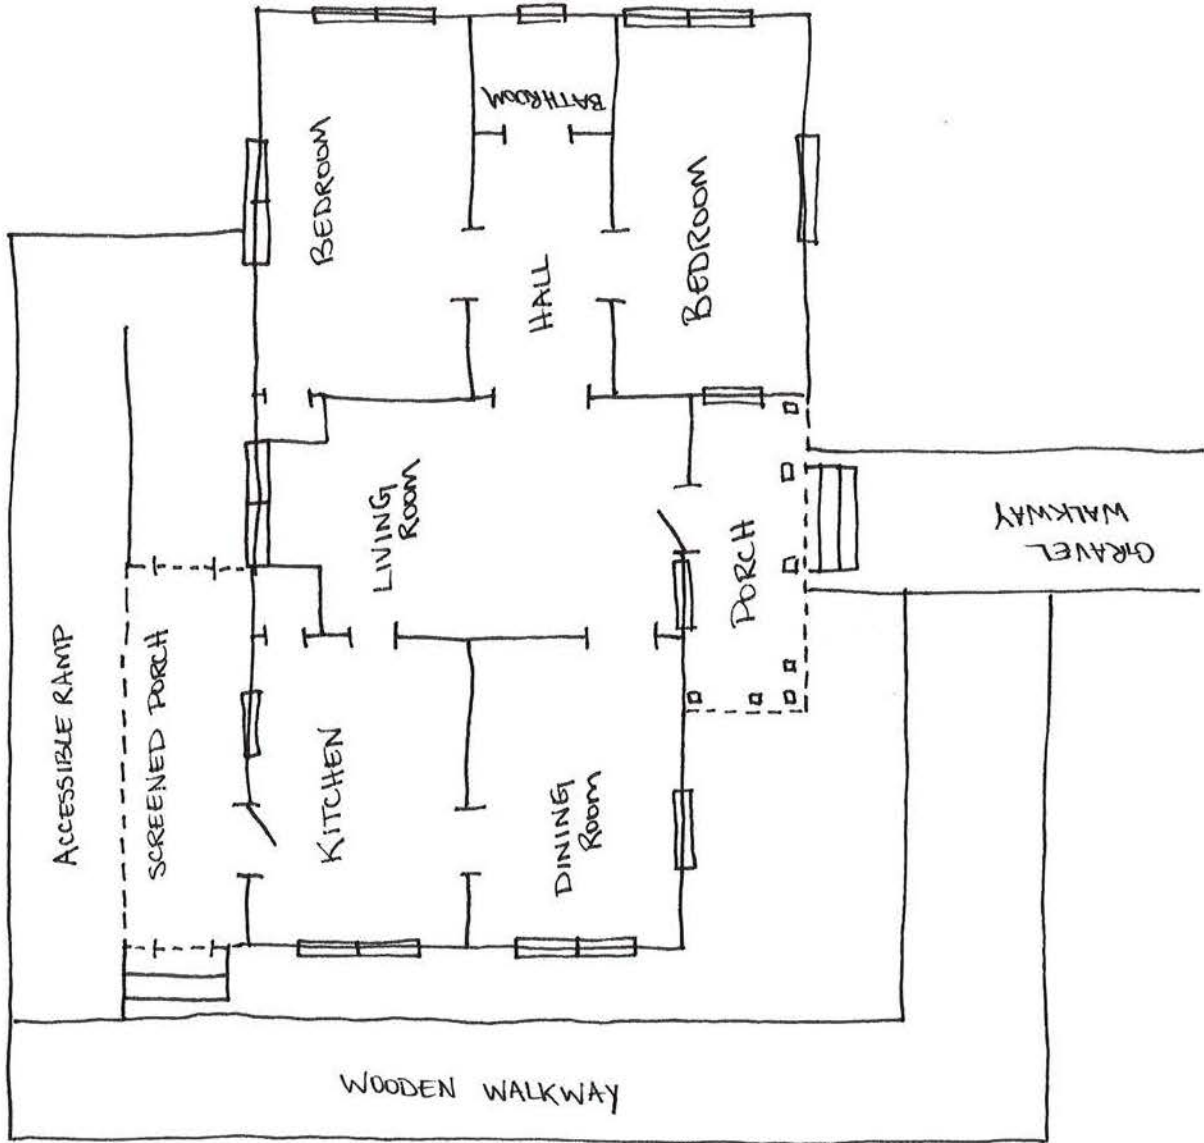 BATHROOM
BEDROOM
BEDROOM
HALL
LIVING
ROOM
GRAVEL
WALKWAY
PORCH
ACCESSIBLE RAMP
SCREENED PORCH
KITCHEN
DINING
ROOM
WOODEN WALKWAY